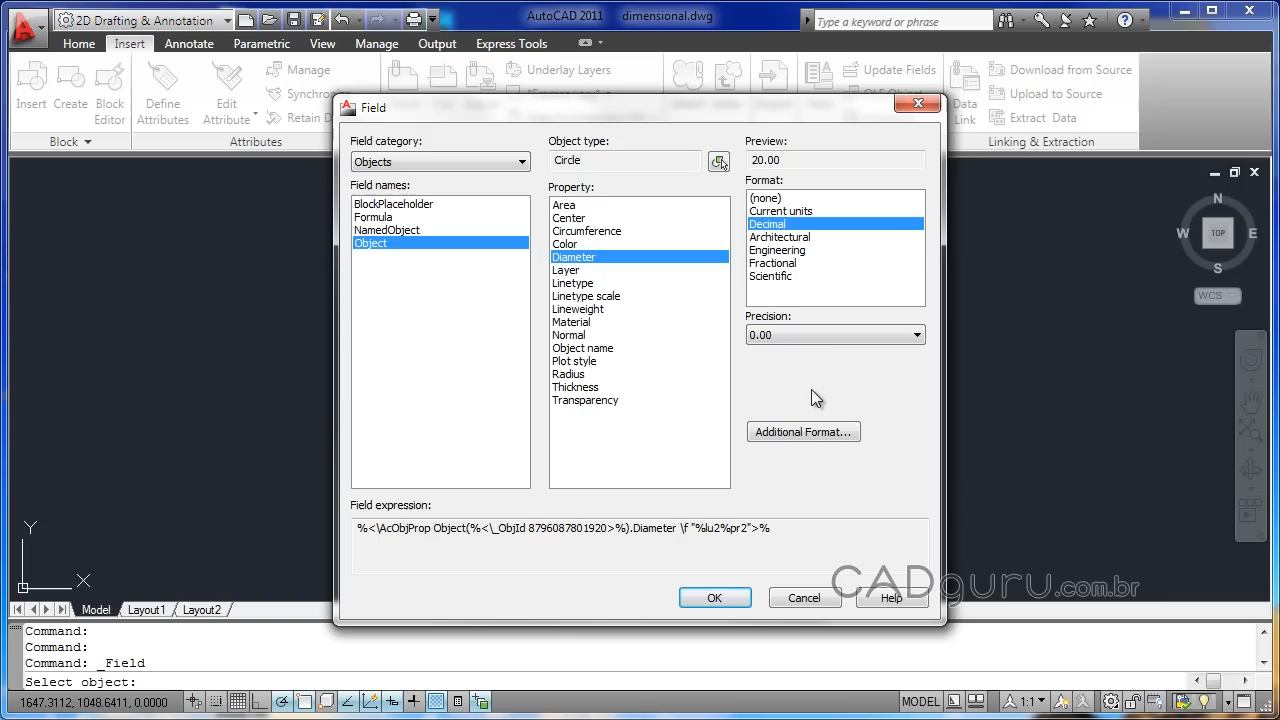 2D Drafting & Annotation
AutoCAD 2011 dimensional.dwg
Type a keyword or phrase
Home Insert Annotate Parametric View Manage Output Express Tools
Insert
Create
Block Editor
Block
Define Attributes
Edit Attribute
Manage
Attributes
Underlay Layers
Update Fields
Data Link
Download from Source
Upload to Source
Extract Data
Linking & Extraction
Field
Field category:
Objects
Field names:
BlockPlaceholder
Formula
NamedObject
Object
Object type:
Circle
Property:
Area
Center
Circumference
Color
Diameter
Layer
Linetype
Linetype scale
Lineweight
Material
Normal
Object name
Plot style
Radius
Thickness
Transparency
Preview:
20.00
Format:
(none)
Current units
Decimal
Architectural
Engineering
Fractional
Scientific
Precision:
0.00
Additional Format...
Field expression:
%<\AcObjProp Object(%<\_ObjId 8796087801920>%).Diameter \f "%lu2%pr2">%
OK Cancel Help
CADguru.com.br
N
W TOP E
S
WCS
Y
X
Model Layout1 Layout2
Command:
Command:
Command: _Field
Select object:
1647.3112, 1048.6411, 0.0000
MODEL
1:1